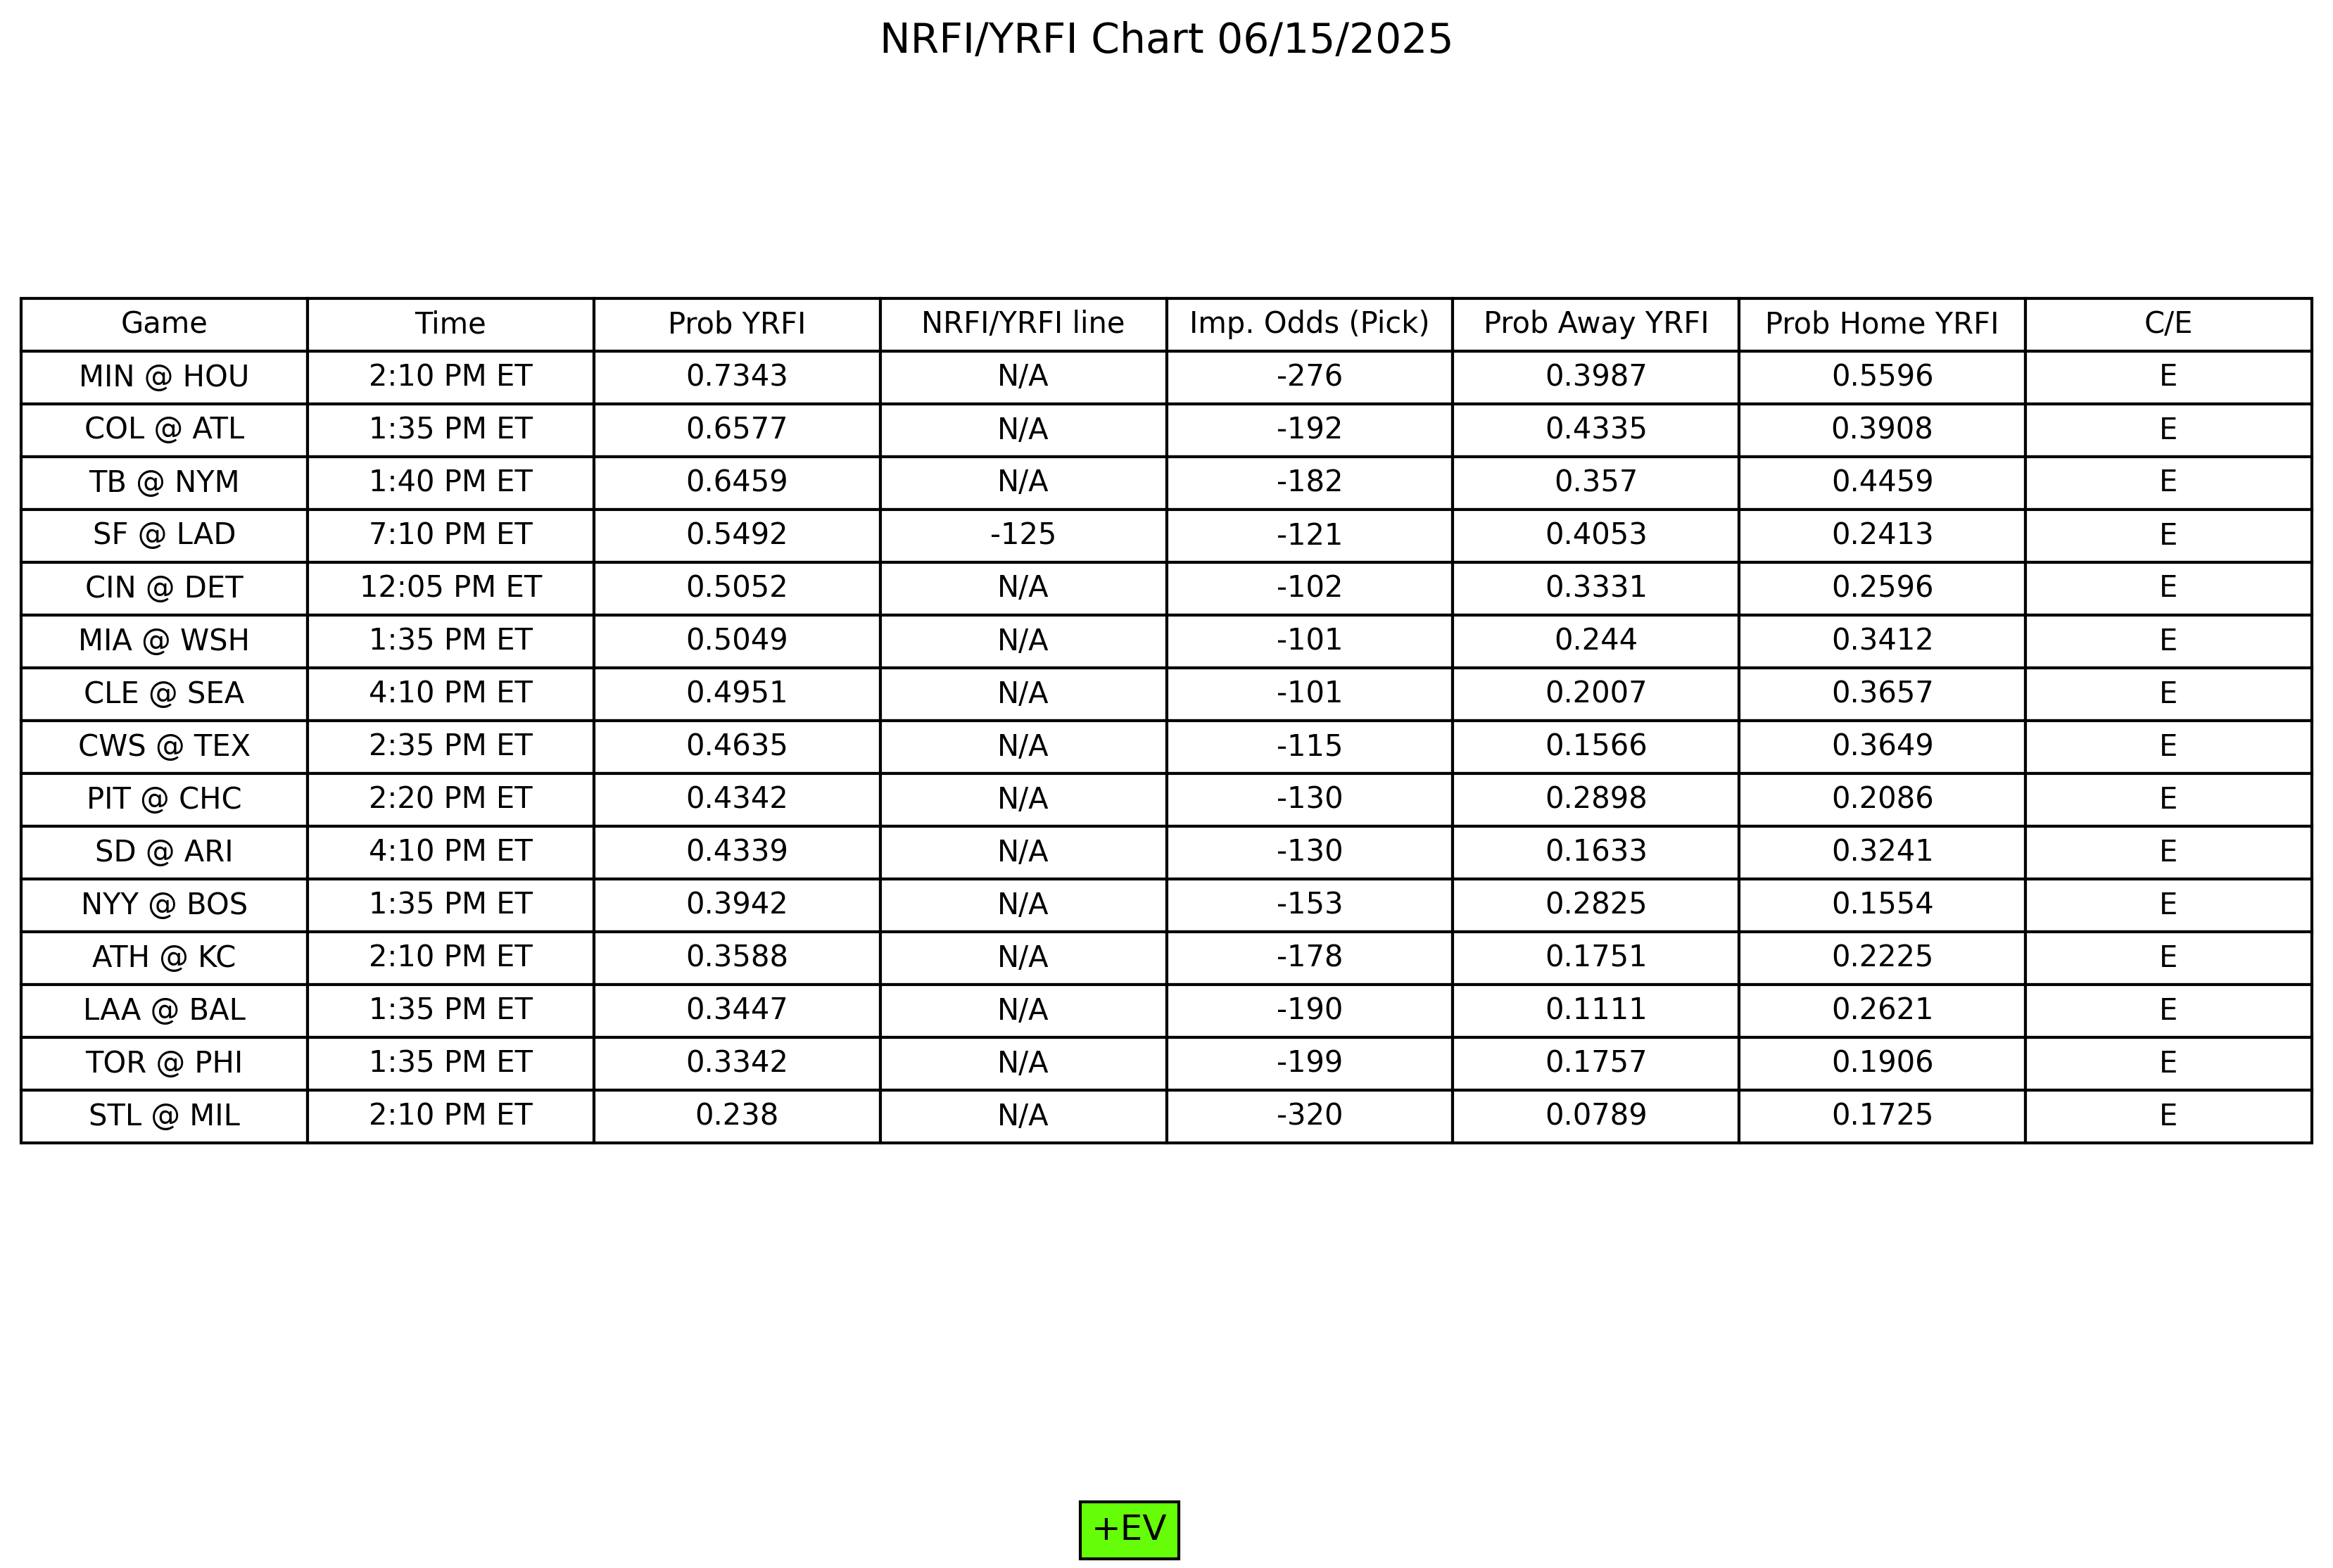 NRFI/YRFI Chart 06/15/2025
Game Time Prob YRFI NRFI/YRFI line Imp. Odds (Pick) Prob Away YRFI Prob Home YRFI C/E
MIN @ HOU 2:10 PM ET 0.7343 N/A -276 0.3987 0.5596 E
COL @ ATL 1:35 PM ET 0.6577 N/A -192 0.4335 0.3908 E
TB @ NYM 1:40 PM ET 0.6459 N/A -182 0.357 0.4459 E
SF @ LAD 7:10 PM ET 0.5492 -125 -121 0.4053 0.2413 E
CIN @ DET 12:05 PM ET 0.5052 N/A -102 0.3331 0.2596 E
MIA @ WSH 1:35 PM ET 0.5049 N/A -101 0.244 0.3412 E
CLE @ SEA 4:10 PM ET 0.4951 N/A -101 0.2007 0.3657 E
CWS @ TEX 2:35 PM ET 0.4635 N/A -115 0.1566 0.3649 E
PIT @ CHC 2:20 PM ET 0.4342 N/A -130 0.2898 0.2086 E
SD @ ARI 4:10 PM ET 0.4339 N/A -130 0.1633 0.3241 E
NYY @ BOS 1:35 PM ET 0.3942 N/A -153 0.2825 0.1554 E
ATH @ KC 2:10 PM ET 0.3588 N/A -178 0.1751 0.2225 E
LAA @ BAL 1:35 PM ET 0.3447 N/A -190 0.1111 0.2621 E
TOR @ PHI 1:35 PM ET 0.3342 N/A -199 0.1757 0.1906 E
STL @ MIL 2:10 PM ET 0.238 N/A -320 0.0789 0.1725 E
+EV